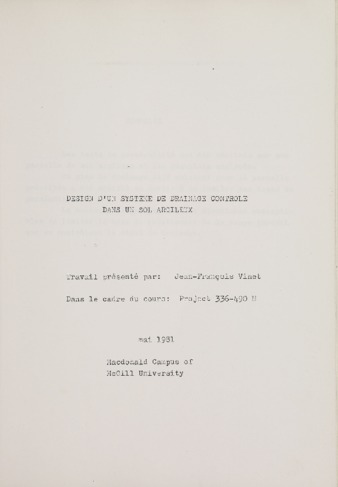 DESIGN D'UN SYSTEME DE DRAINAGE CONTROLE
DANS UN SOL ARGILEUX
Travail présenté par: Jean-François Vinet
Dans le cadre du cours: Project 336-490 D
mai 1981
Macdonald Campus of
McGill University